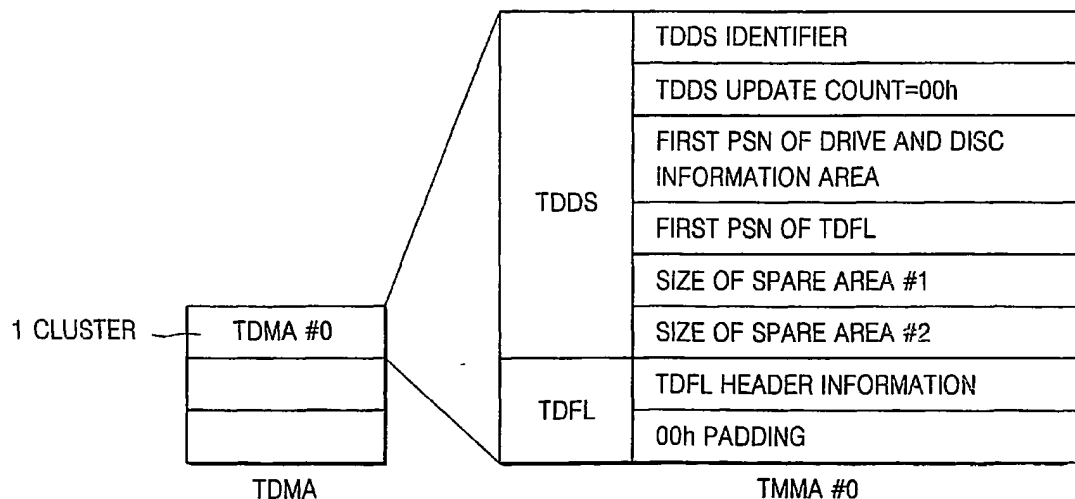 TDDS IDENTIFIER
TDDS UPDATE COUNT=00h
FIRST PSN OF DRIVE AND DISC
INFORMATION AREA
TDDS
FIRST PSN OF TDFL
SIZE OF SPARE AREA #1
1 CLUSTER
TDMA #0
SIZE OF SPARE AREA #2
TDFL HEADER INFORMATION
TDFL
00h PADDING
TDMA
TMMA #0